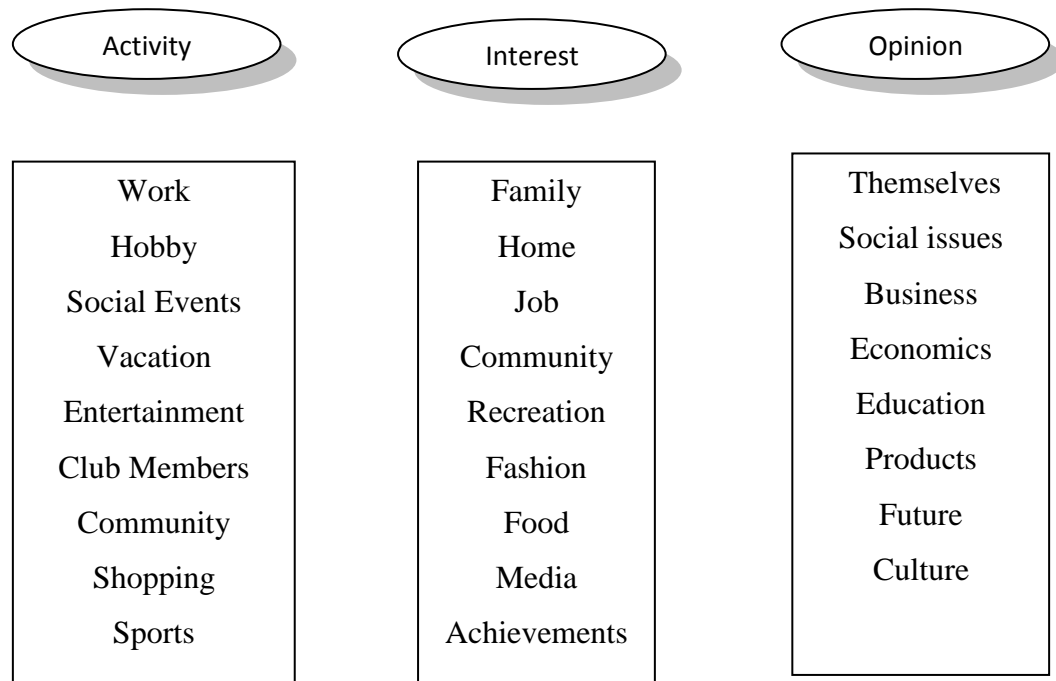 Activity
Interest
Opinion
Work
Hobby
Social Events
Vacation
Entertainment
Club Members
Community
Shopping
Sports
Family
Home
Job
Community
Recreation
Fashion
Food
Media
Achievements
Themselves
Social issues
Business
Economics
Education
Products
Future
Culture